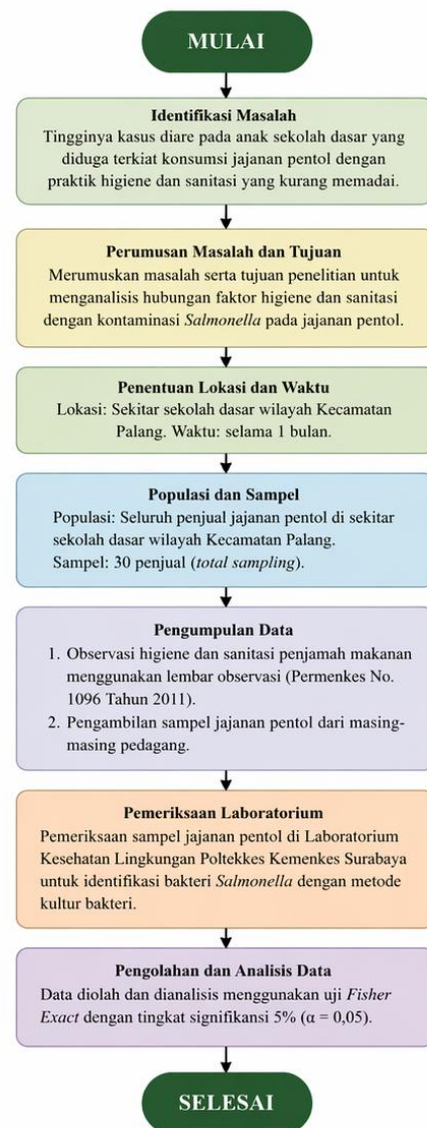 MULAI
Identifikasi Masalah
Tingginya kasus diare pada anak sekolah dasar yang
diduga terkiat konsumsi jajanan pentol dengan
praktik higiene dan sanitasi yang kurang memadai.
Perumusan Masalah dan Tujuan
Merumuskan masalah serta tujuan penelitian untuk
menganalisis hubungan faktor higiene dan sanitasi
dengan kontaminasi Salmonella pada jajanan pentol.
Penentuan Lokasi dan Waktu
Lokasi: Sekitar sekolah dasar wilayah Kecamatan
Palang. Waktu: selama 1 bulan.
Populasi dan Sampel
Populasi: Seluruh penjual jajanan pentol di sekitar
sekolah dasar wilayah Kecamatan Palang.
Sampel: 30 penjual (total sampling).
Pengumpulan Data
1. Observasi higiene dan sanitasi penjamah makanan
menggunakan lembar observasi (Permenkes No.
1096 Tahun 2011).
2. Pengambilan sampel jajanan pentol dari masing-
masing pedagang.
Pemeriksaan Laboratorium
Pemeriksaan sampel jajanan pentol di Laboratorium
Kesehatan Lingkungan Poltekkes Kemenkes Surabaya
untuk identifikasi bakteri Salmonella dengan metode
kultur bakteri.
Pengolahan dan Analisis Data
Data diolah dan dianalisis menggunakan uji Fisher
Exact dengan tingkat signifikansi 5% (α = 0,05).
SELESAI